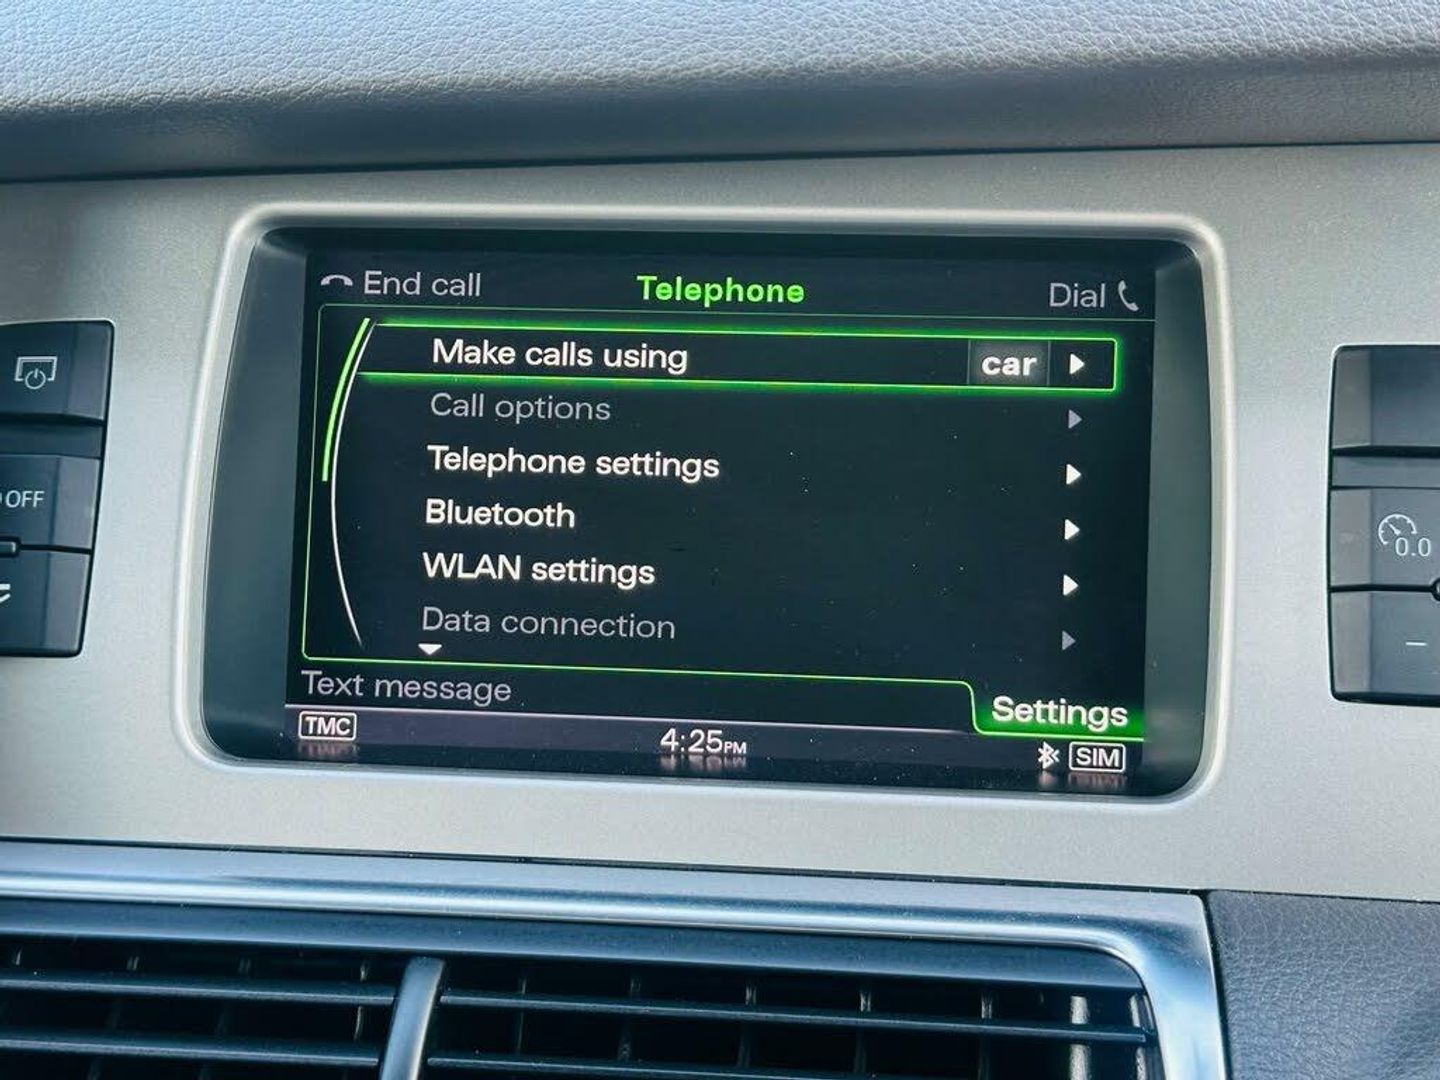 End call Telephone Dial
Make calls using car
Call options
Telephone settings
OFF
Bluetooth
0.0
WLAN settings
Data connection
Text message
Settings
TMC 4:25PM SIM